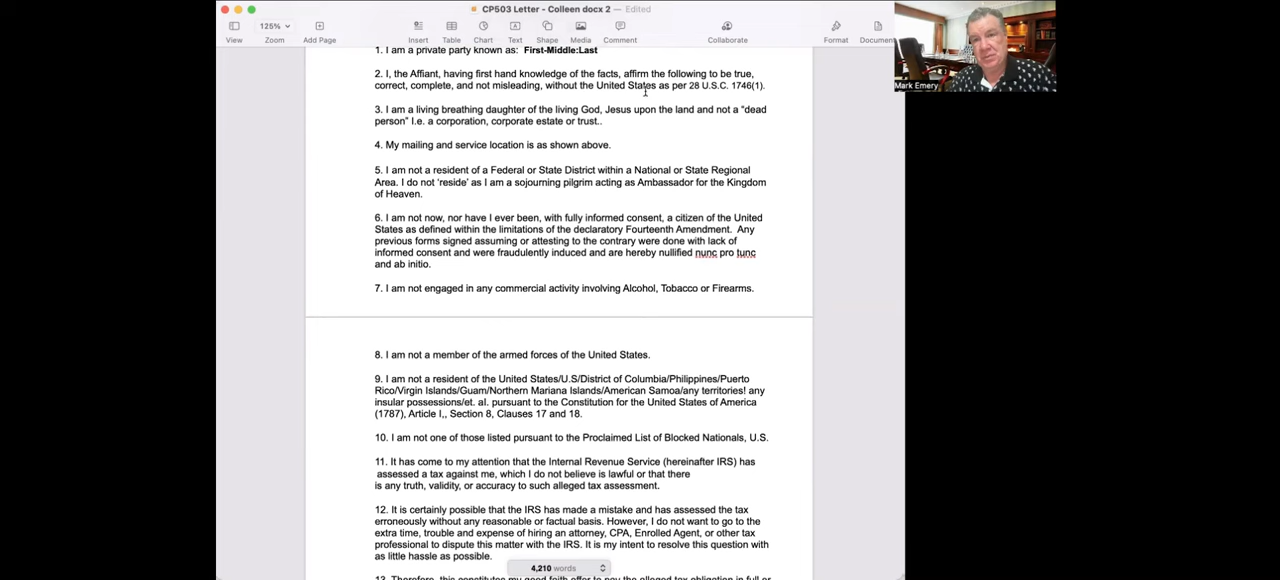 CP503 Letter - Colleen docx 2 — Edited
125%
View
Zoom
Add Page
Insert
Table
Chart
Text
Shape
Media
Comment
Collaborate
Format
Document
Mark Emery
1. I am a private party known as: First-Middle:Last
2. I, the Affiant, having first hand knowledge of the facts, affirm the following to be true,
correct, complete, and not misleading, without the United States as per 28 U.S.C. 1746(1).
3. I am a living breathing daughter of the living God, Jesus upon the land and not a “dead
person” I.e. a corporation, corporate estate or trust..
4. My mailing and service location is as shown above.
5. I am not a resident of a Federal or State District within a National or State Regional
Area. I do not ‘reside’ as I am a sojourning pilgrim acting as Ambassador for the Kingdom
of Heaven.
6. I am not now, nor have I ever been, with fully informed consent, a citizen of the United
States as defined within the limitations of the declaratory Fourteenth Amendment. Any
previous forms signed assuming or attesting to the contrary were done with lack of
informed consent and were fraudulently induced and are hereby nullified nunc pro tunc
and ab initio.
7. I am not engaged in any commercial activity involving Alcohol, Tobacco or Firearms.
8. I am not a member of the armed forces of the United States.
9. I am not a resident of the United States/U.S/District of Columbia/Philippines/Puerto
Rico/Virgin Islands/Guam/Northern Mariana Islands/American Samoa/any territories! any
insular possessions/et. al. pursuant to the Constitution for the United States of America
(1787), Article I,, Section 8, Clauses 17 and 18.
10. I am not one of those listed pursuant to the Proclaimed List of Blocked Nationals, U.S.
11. It has come to my attention that the Internal Revenue Service (hereinafter IRS) has
assessed a tax against me, which I do not believe is lawful or that there
is any truth, validity, or accuracy to such alleged tax assessment.
12. It is certainly possible that the IRS has made a mistake and has assessed the tax
erroneously without any reasonable or factual basis. However, I do not want to go to the
extra time, trouble and expense of hiring an attorney, CPA, Enrolled Agent, or other tax
professional to dispute this matter with the IRS. It is my intent to resolve this question with
as little hassle as possible.
4,210 words
13. Therefore, this constitutes my good faith offer to pay the alleged tax obligation in full or